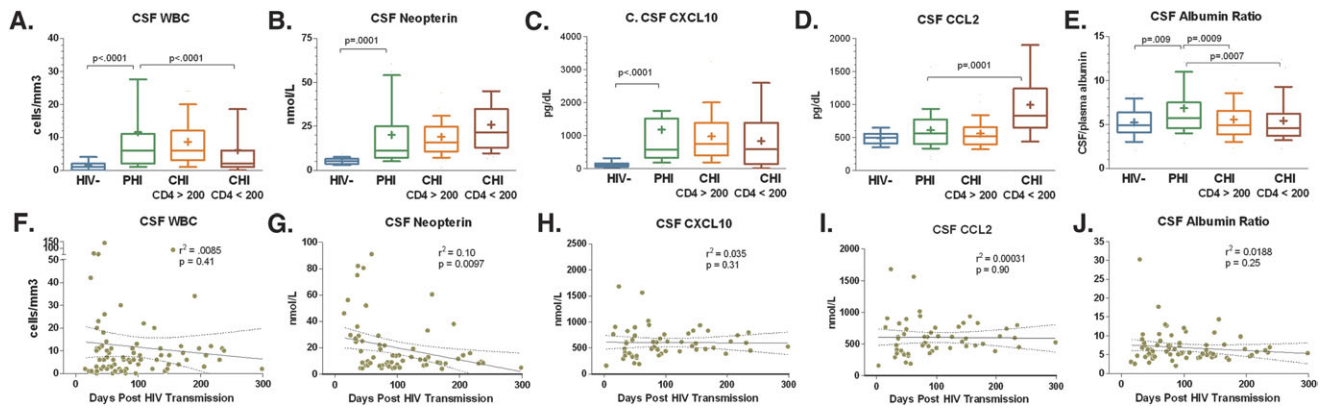 A.
CSF WBC
cells/mm3
60
50
40
30
20
10
0
p<.0001
p<.0001
HIV-
PHI
CHI
CD4 > 200
CHI
CD4 < 200
B.
CSF Neopterin
nmol/L
75
50
25
0
p=.0001
HIV-
PHI
CHI
CD4 > 200
CHI
CD4 < 200
C.
C. CSF CXCL10
pg/dL
4000
3000
2000
1000
0
p<.0001
HIV-
PHI
CHI
CD4 > 200
CHI
CD4 < 200
D.
CSF CCL2
pg/dL
2000
1500
1000
500
0
p=.0001
HIV-
PHI
CHI
CD4 > 200
CHI
CD4 < 200
E.
CSF Albumin Ratio
CSF/plasma albumin
15
10
5
0
p=.009
p=.0009
p=.0007
HIV-
PHI
CHI
CD4 > 200
CHI
CD4 < 200
F.
CSF WBC
cells/mm3
150
100
50
60
40
20
0
r2 = .0085
p = 0.41
0 100 200 300
Days Post HIV Transmission
G.
CSF Neopterin
nmol/L
100
80
60
40
20
0
r2 = 0.10
p = 0.0097
0 100 200 300
Days Post HIV Transmission
H.
CSF CXCL10
nmol/L
2500
2000
1500
1000
500
0
r2 = 0.035
p = 0.31
0 100 200 300
Days Post HIV Transmission
I.
CSF CCL2
nmol/L
2000
1500
1000
500
0
r2 = 0.00031
p = 0.90
0 100 200 300
Days Post HIV Transmission
J.
CSF Albumin Ratio
nmol/L
35
30
25
20
15
10
5
0
r2 = 0.0188
p = 0.25
0 100 200 300
Days Post HIV Transmission